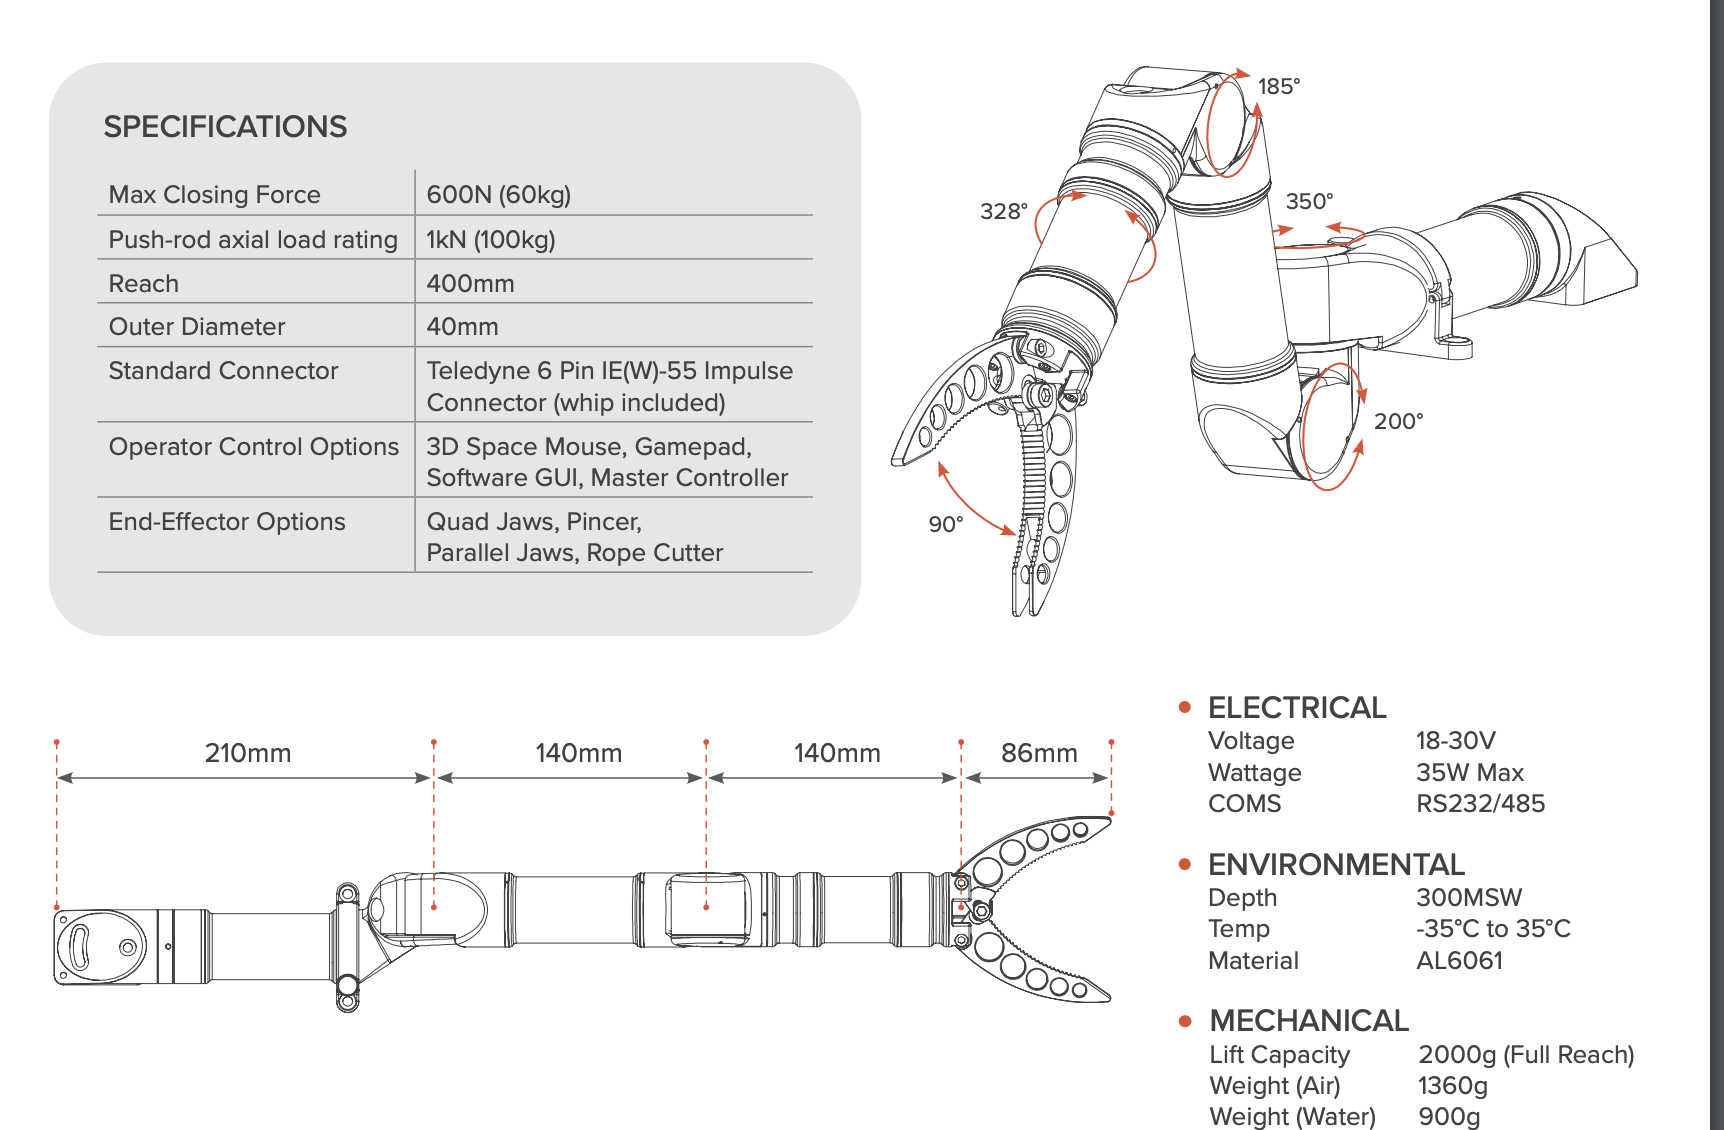 SPECIFICATIONS
Max Closing Force 600N (60kg)
Push-rod axial load rating 1kN (100kg)
Reach 400mm
Outer Diameter 40mm
Standard Connector Teledyne 6 Pin IE(W)-55 Impulse
Connector (whip included)
Operator Control Options 3D Space Mouse, Gamepad,
Software GUI, Master Controller
End-Effector Options Quad Jaws, Pincer,
Parallel Jaws, Rope Cutter
185°
328°
350°
200°
90°
210mm 140mm 140mm 86mm
ELECTRICAL
Voltage 18-30V
Wattage 35W Max
COMS RS232/485
ENVIRONMENTAL
Depth 300MSW
Temp -35°C to 35°C
Material AL6061
MECHANICAL
Lift Capacity 2000g (Full Reach)
Weight (Air) 1360g
Weight (Water) 900g